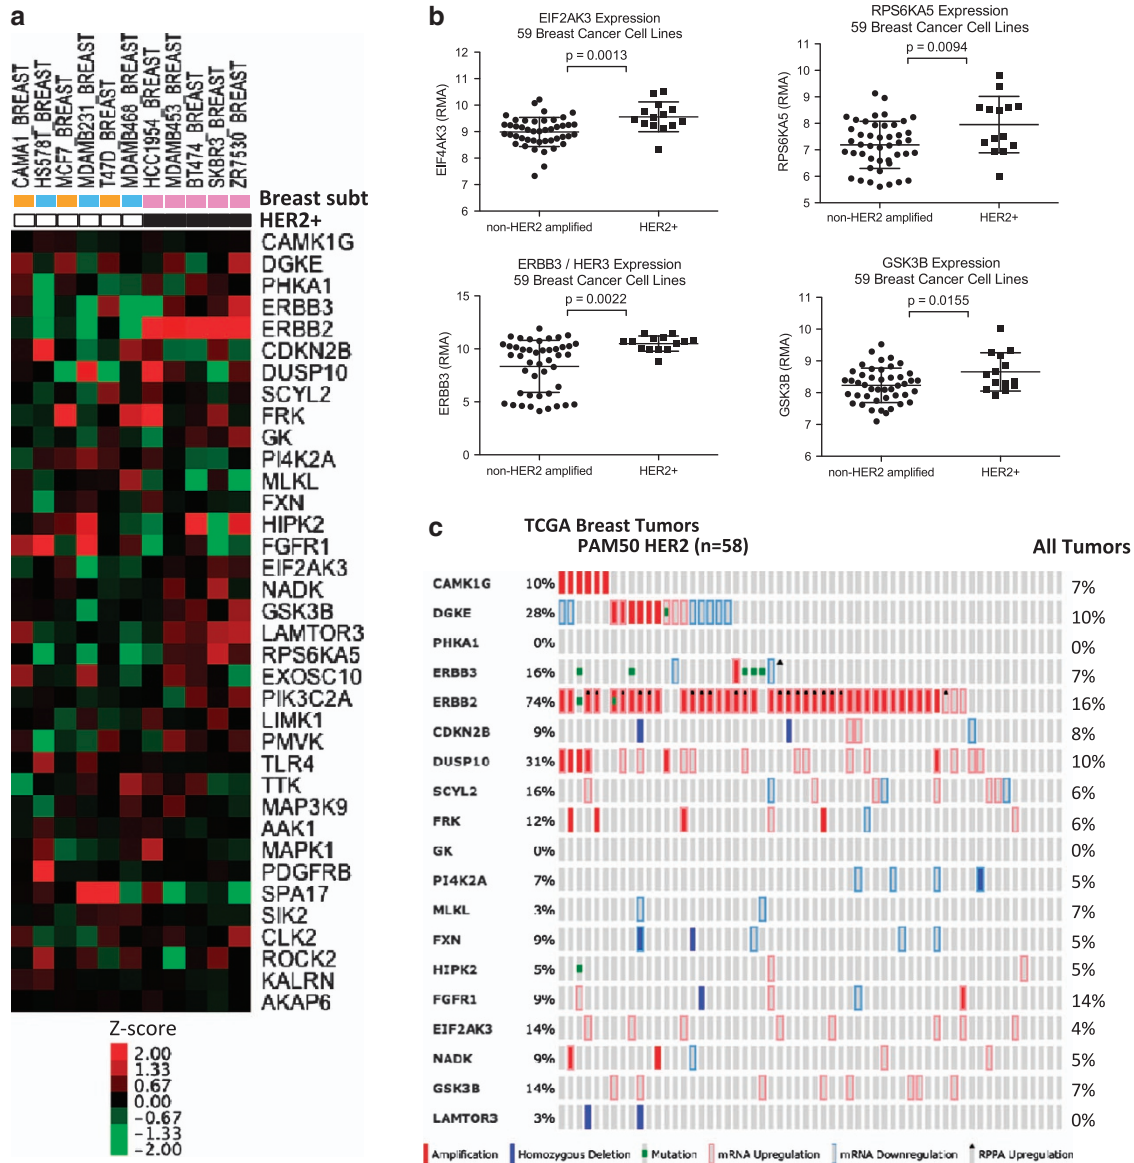 a
CAMA1_BREAST
HS578T_BREAST
MCF7_BREAST
MDAMB231_BREAST
T47D_BREAST
MDAMB468_BREAST
HCC1954_BREAST
MDAMB453_BREAST
BT474_BREAST
SKBR3_BREAST
ZR7530_BREAST
Breast subt
HER2+
CAMK1G
DGKE
PHKA1
ERBB3
ERBB2
CDKN2B
DUSP10
SCYL2
FRK
GK
PI4K2A
MLKL
FXN
HIPK2
FGFR1
EIF2AK3
NADK
GSK3B
LAMTOR3
RPS6KA5
EXOSC10
PIK3C2A
LIMK1
PMVK
TLR4
TTK
MAP3K9
AAK1
MAPK1
PDGFRB
SPA17
SIK2
CLK2
ROCK2
KALRN
AKAP6
Z-score
2.00
1.33
0.67
0.00
-0.67
-1.33
-2.00
b
EIF2AK3 Expression
59 Breast Cancer Cell Lines
p = 0.0013
EIF4AK3 (RMA)
12
11
10
9
8
7
6
non-HER2 amplified
HER2+
RPS6KA5 Expression
59 Breast Cancer Cell Lines
p = 0.0094
RPS6KA5 (RMA)
11
10
9
8
7
6
5
non-HER2 amplified
HER2+
ERBB3 / HER3 Expression
59 Breast Cancer Cell Lines
p = 0.0022
ERBB3 (RMA)
15
10
5
0
non-HER2 amplified
HER2+
GSK3B Expression
59 Breast Cancer Cell Lines
p = 0.0155
GSK3B (RMA)
11
10
9
8
7
6
non-HER2 amplified
HER2+
c
TCGA Breast Tumors
PAM50 HER2 (n=58)
All Tumors
CAMK1G 10% 7%
DGKE 28% 10%
PHKA1 0% 0%
ERBB3 16% 7%
ERBB2 74% 16%
CDKN2B 9% 8%
DUSP10 31% 10%
SCYL2 16% 6%
FRK 12% 6%
GK 0% 0%
PI4K2A 7% 5%
MLKL 3% 7%
FXN 9% 5%
HIPK2 5% 5%
FGFR1 9% 14%
EIF2AK3 14% 4%
NADK 9% 5%
GSK3B 14% 7%
LAMTOR3 3% 0%
Amplification Homozygous Deletion Mutation mRNA Upregulation mRNA Downregulation RPPA Upregulation